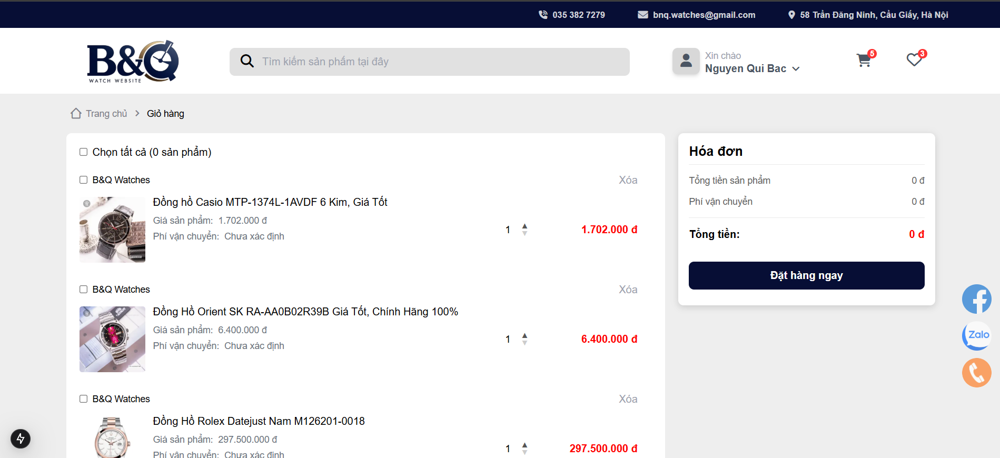 035 382 7279
bnq.watches@gmail.com
58 Trần Đăng Ninh, Cầu Giấy, Hà Nội
B&Q
WATCH WEBSITE
Tìm kiếm sản phẩm tại đây
Xin chào
Nguyen Qui Bac
5
3
Trang chủ
Giỏ hàng
Chọn tất cả (0 sản phẩm)
B&Q Watches
Xóa
Đồng hồ Casio MTP-1374L-1AVDF 6 Kim, Giá Tốt
Giá sản phẩm: 1.702.000 đ
Phí vận chuyển: Chưa xác định
1
1.702.000 đ
B&Q Watches
Xóa
Đồng Hồ Orient SK RA-AA0B02R39B Giá Tốt, Chính Hãng 100%
Giá sản phẩm: 6.400.000 đ
Phí vận chuyển: Chưa xác định
1
6.400.000 đ
B&Q Watches
Xóa
Đồng Hồ Rolex Datejust Nam M126201-0018
Giá sản phẩm: 297.500.000 đ
Phí vận chuyển: Chưa xác định
1
297.500.000 đ
Hóa đơn
Tổng tiền sản phẩm 0 đ
Phí vận chuyển 0 đ
Tổng tiền: 0 đ
Đặt hàng ngay
Zalo